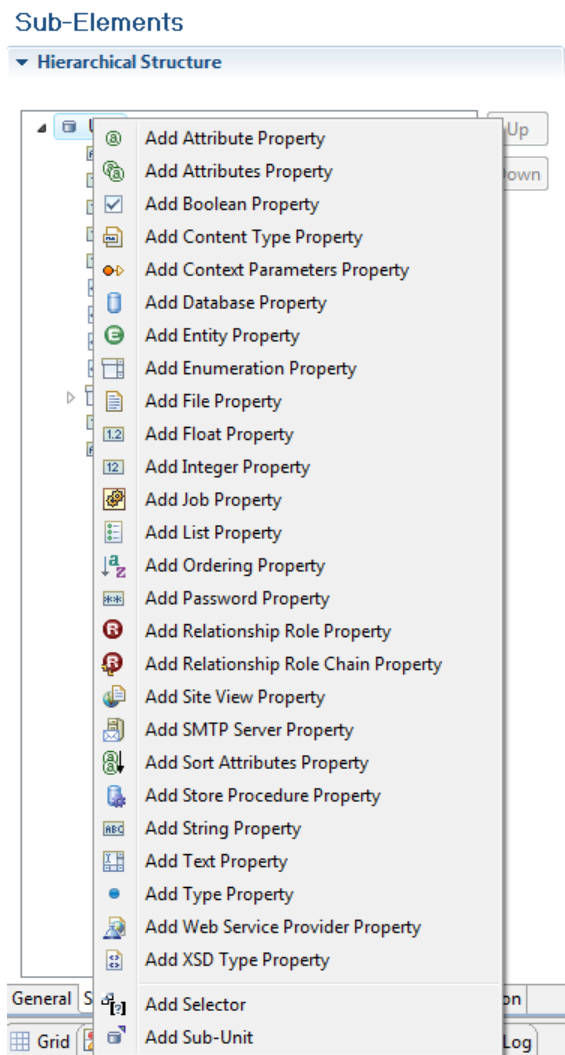 Sub-Elements
Hierarchical Structure
Up
Add Attribute Property
Add Attributes Property
Add Boolean Property
Add Content Type Property
Add Context Parameters Property
Add Database Property
Add Entity Property
Add Enumeration Property
Add File Property
1.2 Add Float Property
12 Add Integer Property
Add Job Property
Add List Property
a z Add Ordering Property
** Add Password Property
R Add Relationship Role Property
R Add Relationship Role Chain Property
Add Site View Property
Add SMTP Server Property
Add Sort Attributes Property
Add Store Procedure Property
ABC Add String Property
Add Text Property
Add Type Property
Add Web Service Provider Property
Add XSD Type Property
General
Add Selector
Add Sub-Unit
Grid
Log